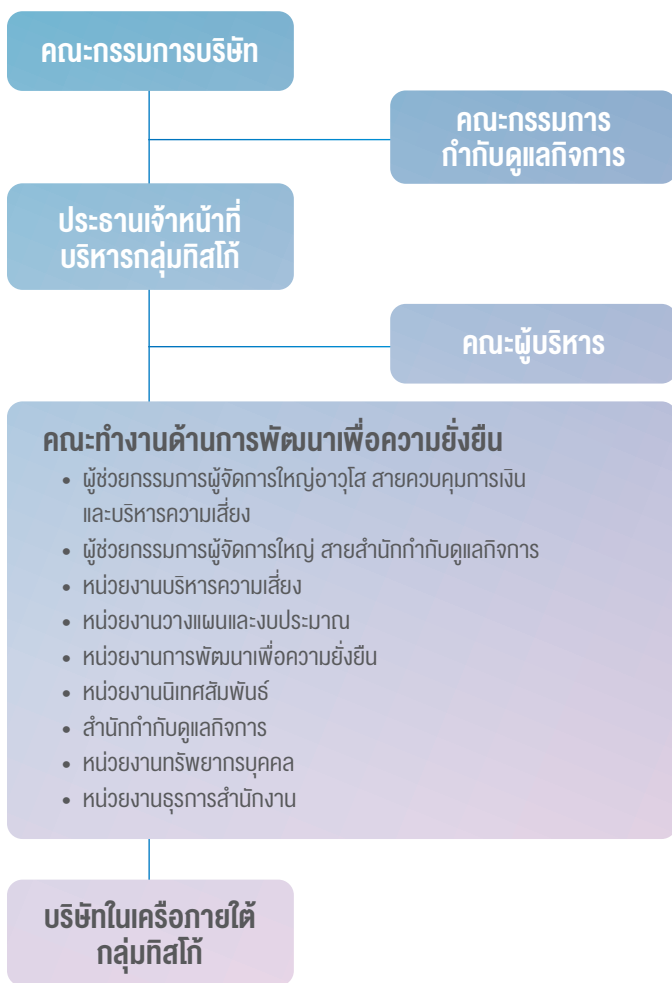 คณะกรรมการบริษัท
คณะกรรมการ
กำกับดูแลกิจการ
ประธานเจ้าหน้าที่
บริหารกลุ่มทิสโก้
คณะผู้บริหาร
คณะทำงานด้านการพัฒนาเพื่อความยั่งยืน
• ผู้ช่วยกรรมการผู้จัดการใหญ่อาวุโส สายควบคุมการเงิน
และบริหารความเสี่ยง
• ผู้ช่วยกรรมการผู้จัดการใหญ่ สายสำนักกำกับดูแลกิจการ
• หน่วยงานบริหารความเสี่ยง
• หน่วยงานวางแผนและงบประมาณ
• หน่วยงานการพัฒนาเพื่อความยั่งยืน
• หน่วยงานนิเทศสัมพันธ์
• สำนักกำกับดูแลกิจการ
• หน่วยงานทรัพยากรบุคคล
• หน่วยงานธุรการสำนักงาน
บริษัทในเครือภายใต้
กลุ่มทิสโก้